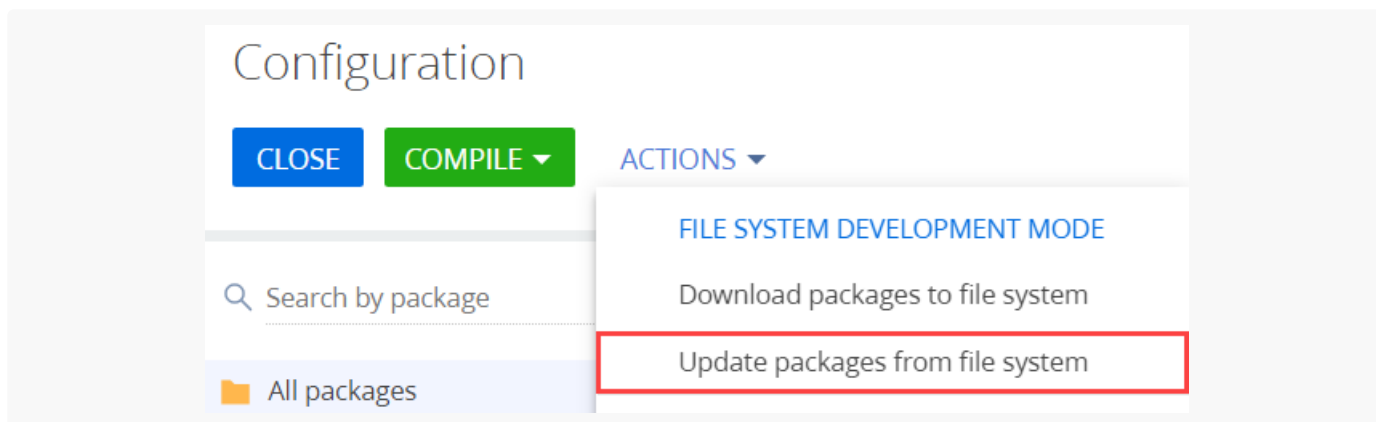 Configuration
CLOSE COMPILE ACTIONS
FILE SYSTEM DEVELOPMENT MODE
Search by package
Download packages to file system
Update packages from file system
All packages